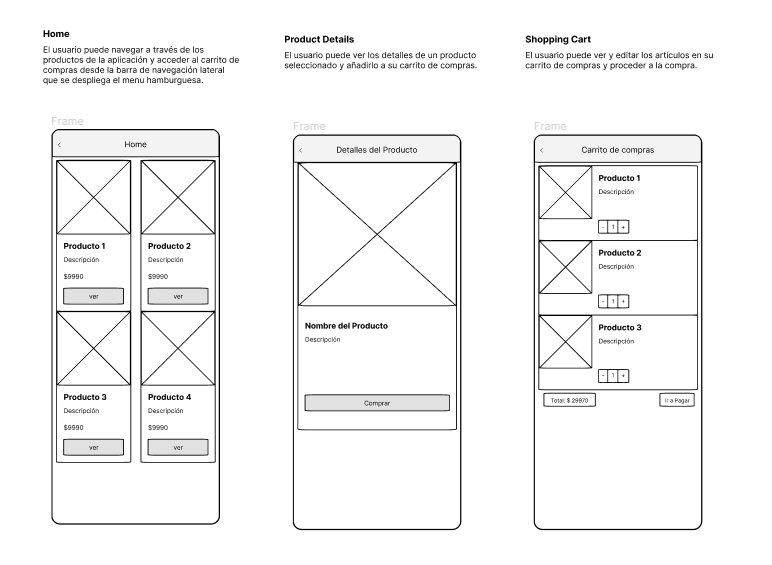 Home
El usuario puede navegar a través de los
productos de la aplicación y acceder al carrito de
compras desde la barra de navegación lateral
que se despliega el menu hamburguesa.
Product Details
El usuario puede ver los detalles de un producto
seleccionado y añadirlo a su carrito de compras.
Shopping Cart
El usuario puede ver y editar los artículos en su
carrito de compras y proceder a la compra.
Frame
< Home
Producto 1
Descripción
$9990
ver
Producto 2
Descripción
$9990
ver
Producto 3
Descripción
$9990
ver
Producto 4
Descripción
$9990
ver
Frame
< Detalles del Producto
Nombre del Producto
Descripción
Comprar
Frame
< Carrito de compras
Producto 1
Descripción
- 1 +
Producto 2
Descripción
- 1 +
Producto 3
Descripción
- 1 +
Total: $ 29970
Ir a Pagar